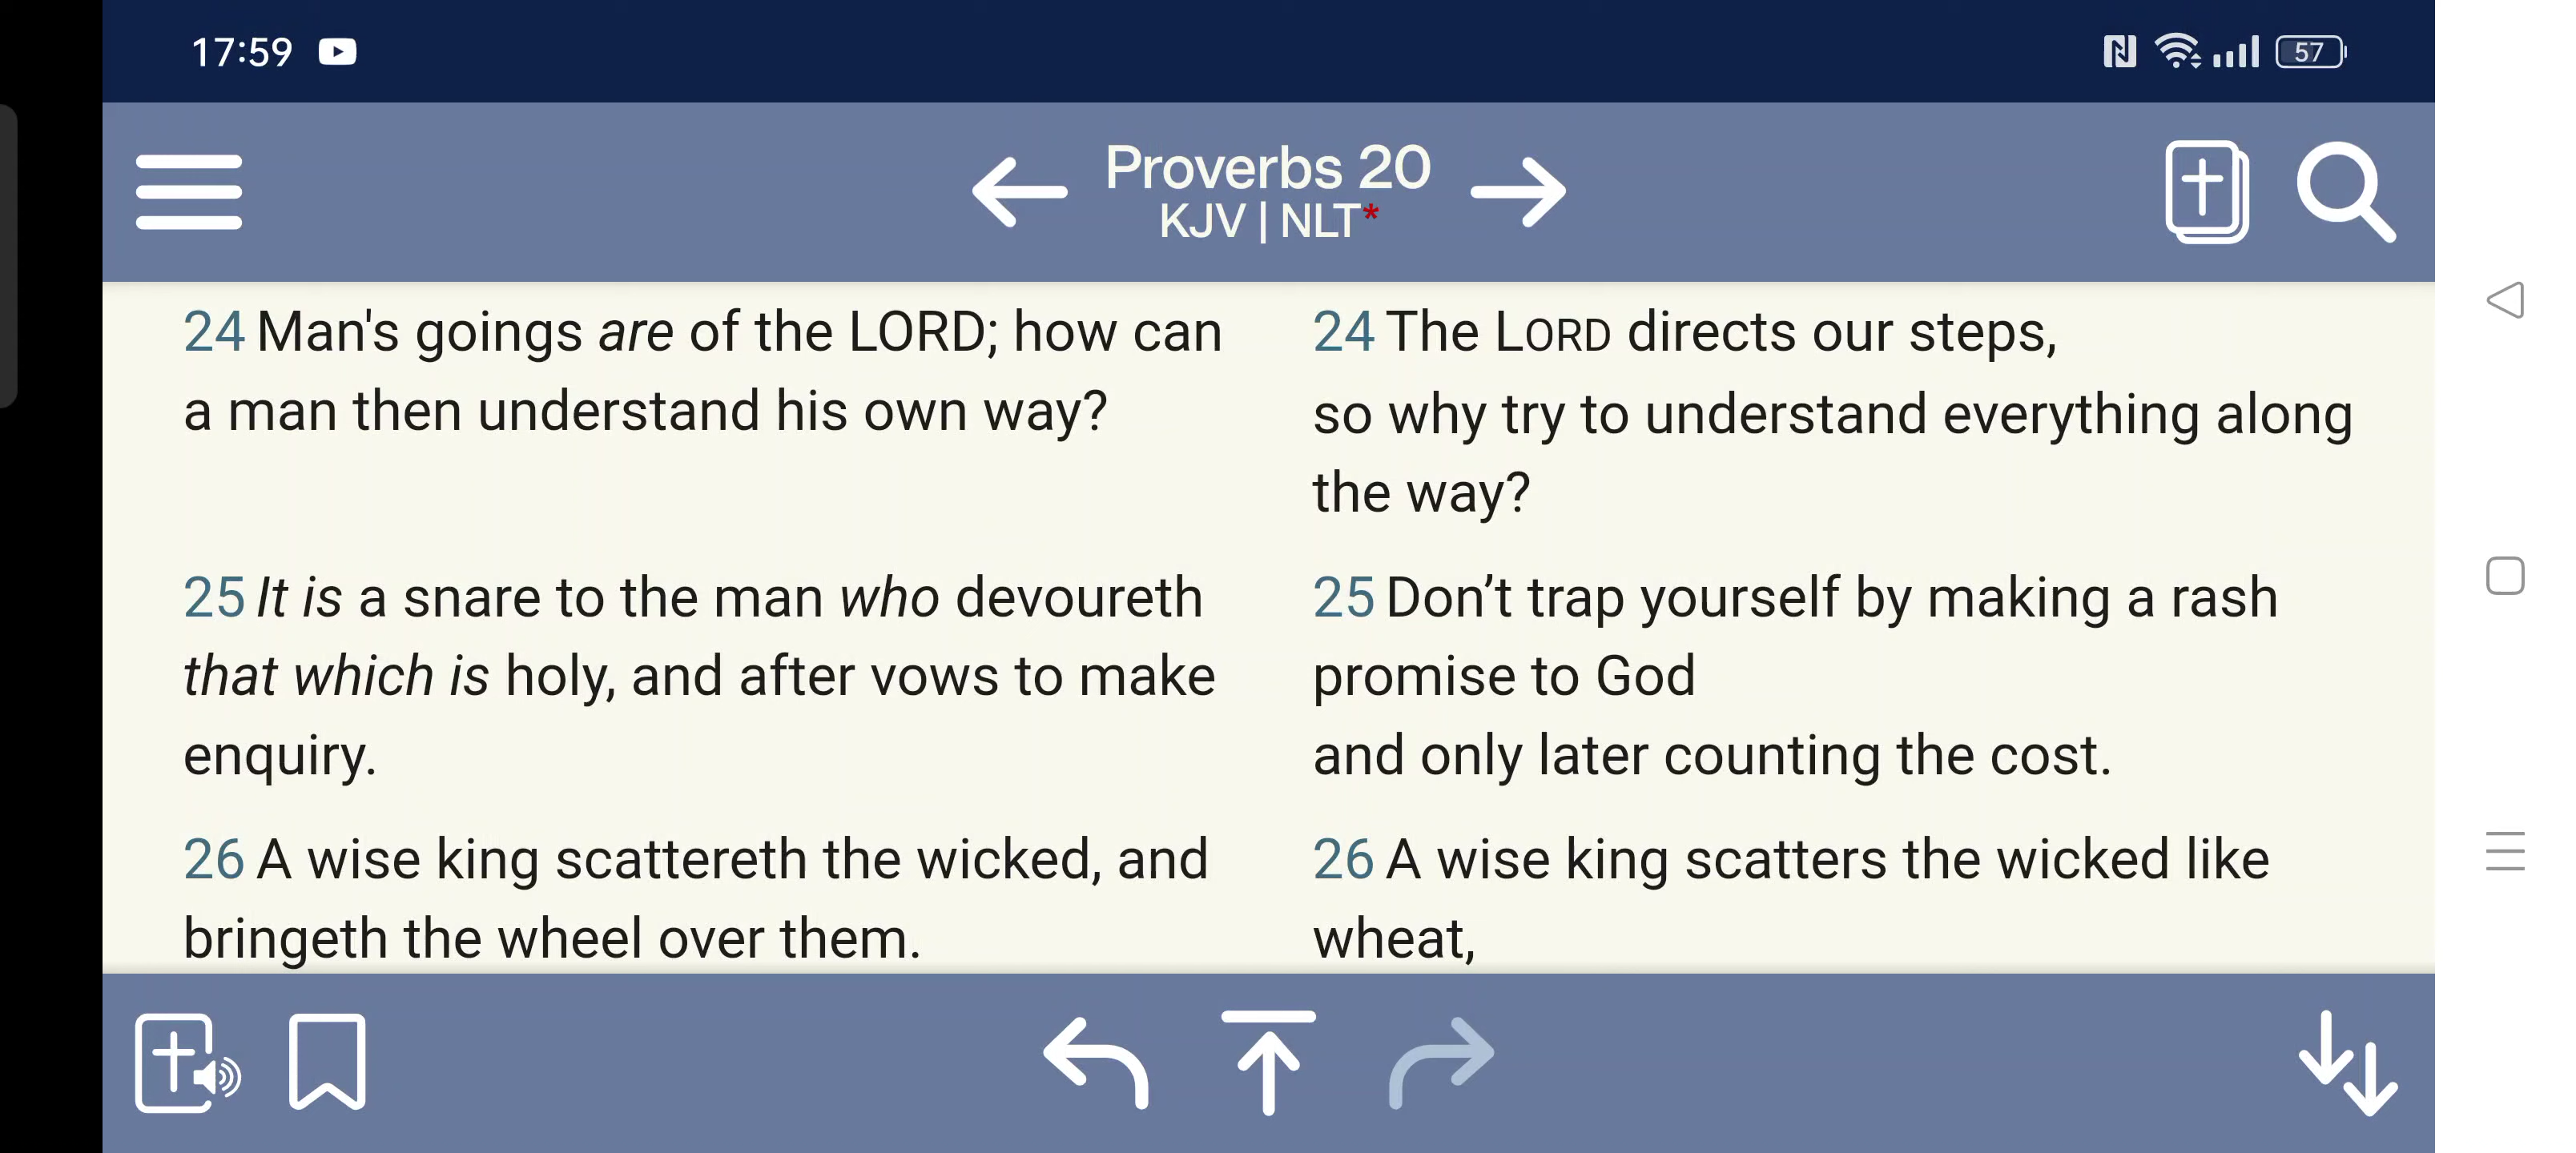 17:59
57
Proverbs 20
KJV | NLT*
24 Man's goings are of the LORD; how can
a man then understand his own way?
25 It is a snare to the man who devoureth
that which is holy, and after vows to make
enquiry.
26 A wise king scattereth the wicked, and
bringeth the wheel over them.
24 The LORD directs our steps,
so why try to understand everything along
the way?
25 Don’t trap yourself by making a rash
promise to God
and only later counting the cost.
26 A wise king scatters the wicked like
wheat,